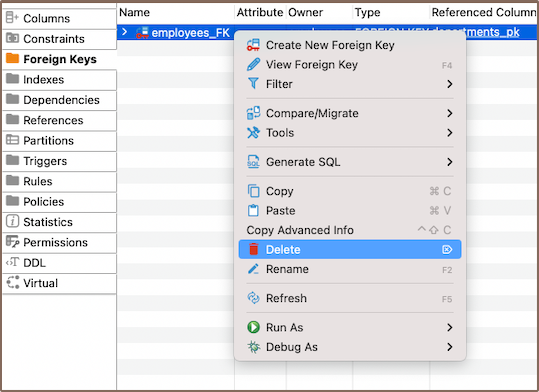 Name Attribute Owner Type Referenced Column
Columns
Constraints
Foreign Keys
Indexes
Dependencies
References
Partitions
Triggers
Rules
Policies
Statistics
Permissions
DDL
Virtual
employees_FK FOREIGN KEY departments_pk
Create New Foreign Key
View Foreign Key F4
Filter
Compare/Migrate
Tools
Generate SQL
Copy ⌘ C
Paste ⌘ V
Copy Advanced Info ^⇧ C
Delete ⌦
Rename F2
Refresh F5
Run As
Debug As